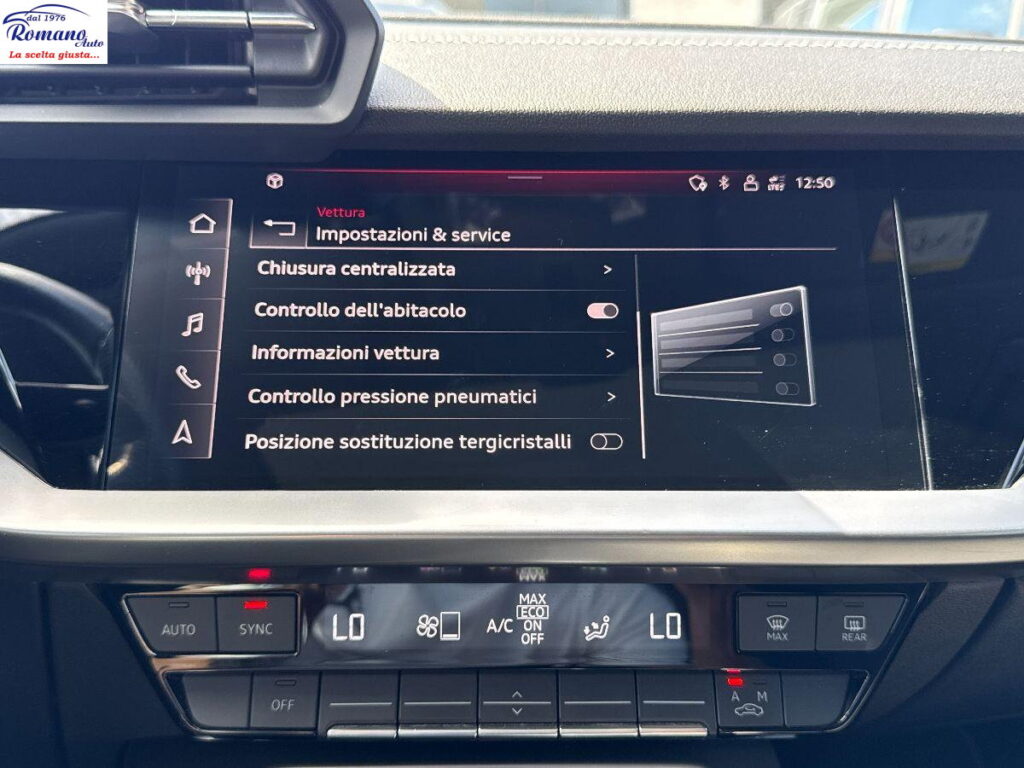 dal 1976
Romano
Auto
La scelta giusta...
12:50
Vettura
Impostazioni & service
Chiusura centralizzata >
Controllo dell'abitacolo
Informazioni vettura >
Controllo pressione pneumatici >
Posizione sostituzione tergicristalli
AUTO
SYNC
LO
A/C
MAX
ECO
ON
OFF
LO
MAX
REAR
OFF
A M